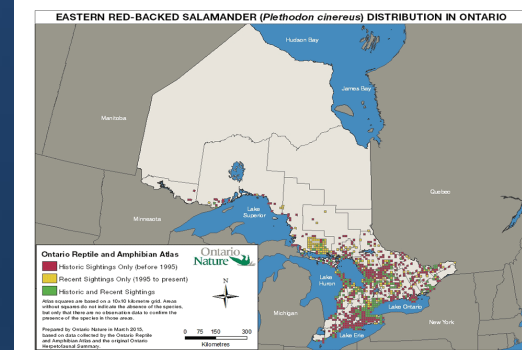 EASTERN RED-BACKED SALAMANDER (Plethodon cinereus) DISTRIBUTION IN ONTARIO
Hudson Bay
James Bay
Manitoba
Quebec
Minnesota
Lake
Superior
Ontario Reptile and Amphibian Atlas
Historic Sightings Only (before 1995)
Recent Sightings Only (1995 to present)
Historic and Recent Sightings
Atlas squares are based on a 10x10 kilometre grid. Areas
without squares do not indicate the absence of the species,
but only that there are no observation data to confirm the
presence of the species in those areas.
Prepared by Ontario Nature in March 2015,
based on data collected by the Ontario Reptile
and Amphibian Atlas and the original Ontario
Herpetofaunal Summary.
Ontario
Nature
N
0 75 150 300
Kilometres
Lake
Huron
Michigan
Lake Ontario
New York
Lake Erie